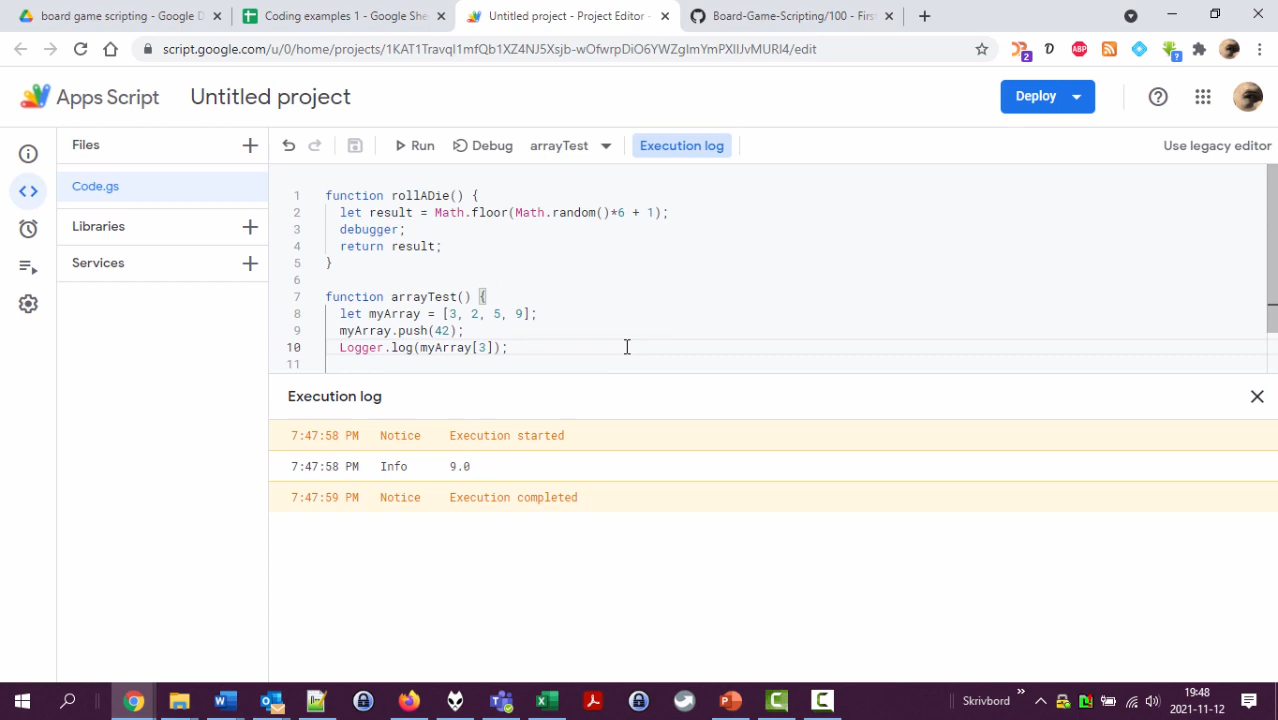 board game scripting - Google D
Coding examples 1 - Google She
Untitled project - Project Editor -
Board-Game-Scripting/100 - Firs
script.google.com/u/0/home/projects/1KAT1Travql1mfQb1XZ4NJ5Xsjb-wOfwrpDiO6YWZgImYmPXlIJvMURI4/edit
2
ABP
?
Apps Script
Untitled project
Deploy
Files
Run
Debug
arrayTest
Execution log
Use legacy editor
Code.gs
Libraries
Services
1 function rollADie() {
2 let result = Math.floor(Math.random()*6 + 1);
3 debugger;
4 return result;
5 }
6
7 function arrayTest() {
8 let myArray = [3, 2, 5, 9];
9 myArray.push(42);
10 Logger.log(myArray[3]);
11
Execution log
7:47:58 PM Notice Execution started
7:47:58 PM Info 9.0
7:47:59 PM Notice Execution completed
Skrivbord
19:48
2021-11-12